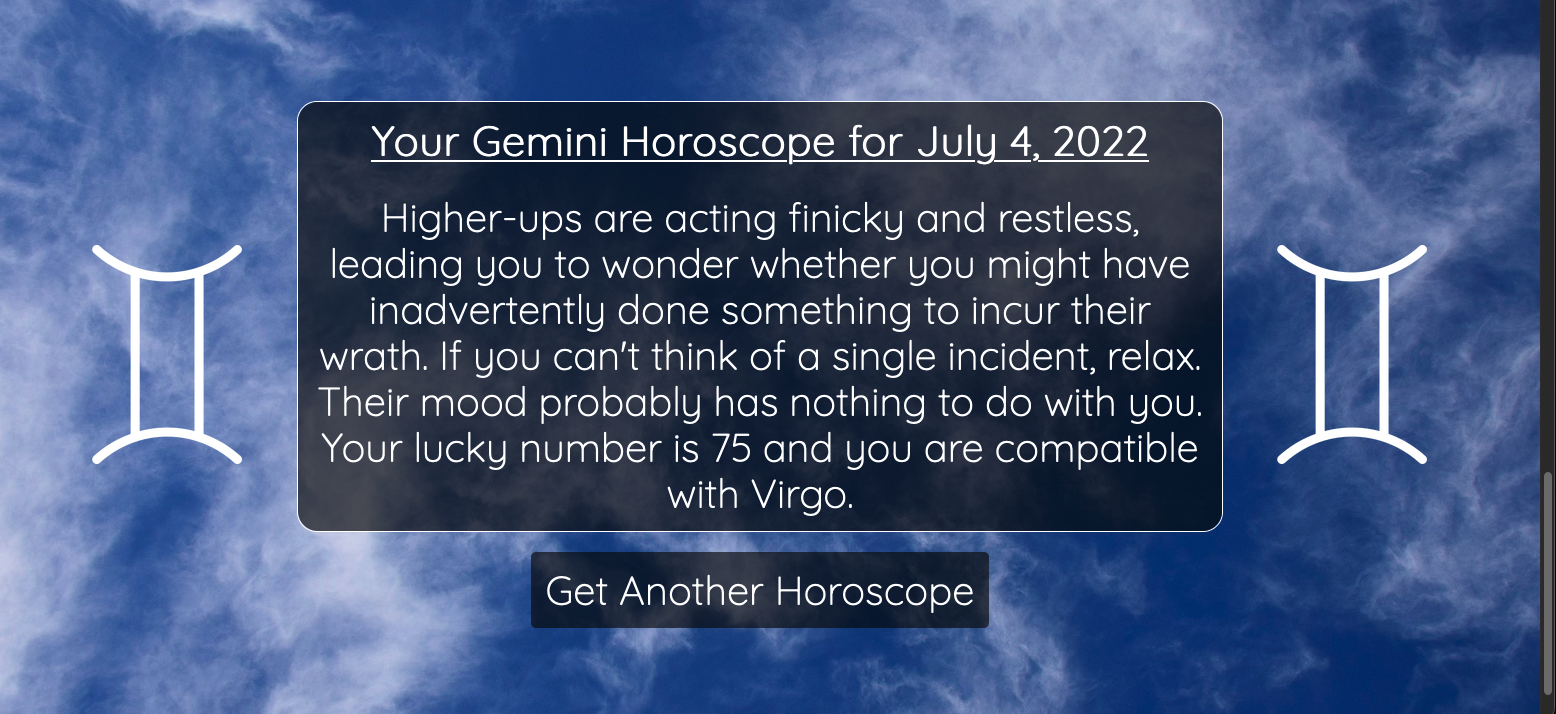 Your Gemini Horoscope for July 4, 2022
Higher-ups are acting finicky and restless,
leading you to wonder whether you might have
inadvertently done something to incur their
wrath. If you can't think of a single incident, relax.
Their mood probably has nothing to do with you.
Your lucky number is 75 and you are compatible
with Virgo.
Get Another Horoscope